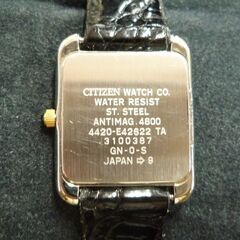 CITIZEN WATCH CO.
WATER RESIST
ST. STEEL
ANTIMAG. 4800
4420-E42622 TA
3100387
GN-0-S
JAPAN ⇨ 9